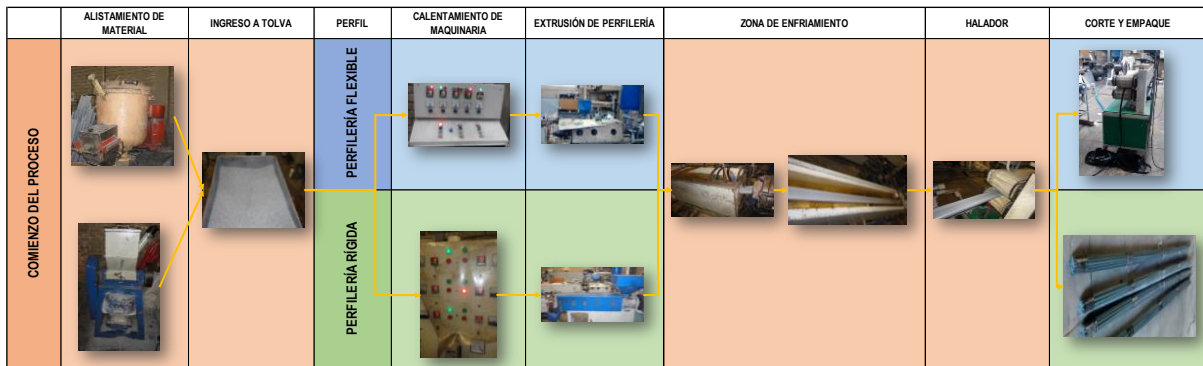 ALISTAMIENTO DE
MATERIAL
INGRESO A TOLVA
PERFIL
CALENTAMIENTO DE
MAQUINARIA
EXTRUSIÓN DE PERFILERÍA
ZONA DE ENFRIAMIENTO
HALADOR
CORTE Y EMPAQUE
COMIENZO DEL PROCESO
PERFILERÍA FLEXIBLE
PERFILERÍA RÍGIDA